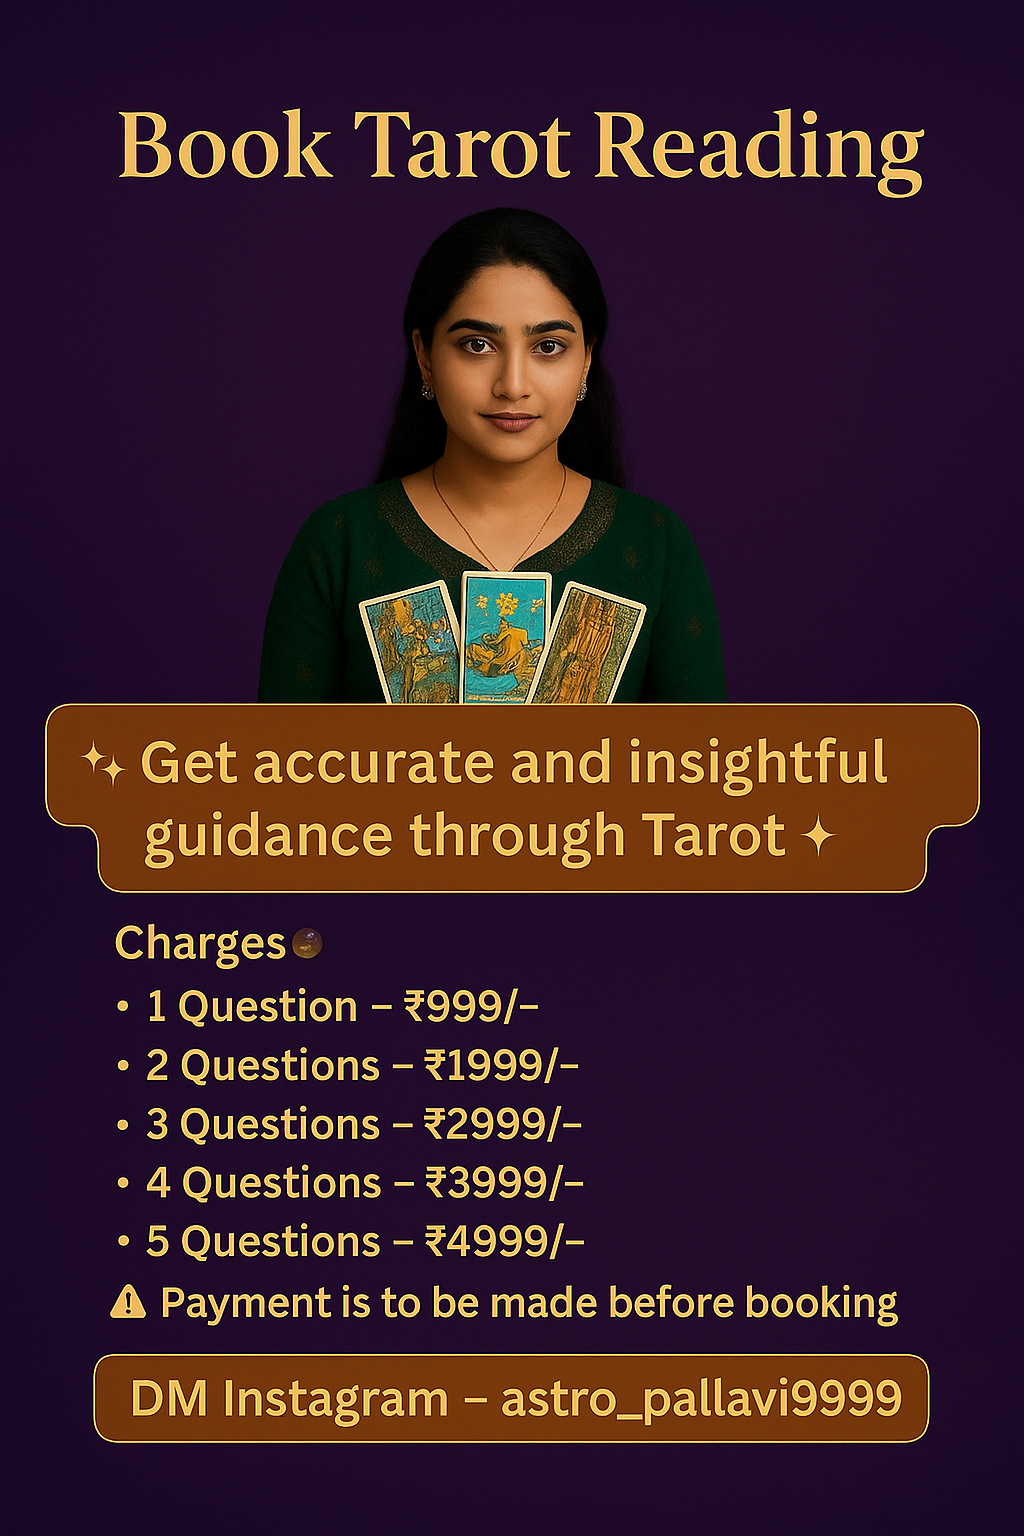 Book Tarot Reading
✨ Get accurate and insightful
guidance through Tarot ✦
Charges🔮
• 1 Question – ₹999/–
• 2 Questions – ₹1999/–
• 3 Questions – ₹2999/–
• 4 Questions – ₹3999/–
• 5 Questions – ₹4999/–
⚠ Payment is to be made before booking
DM Instagram – astro_pallavi9999